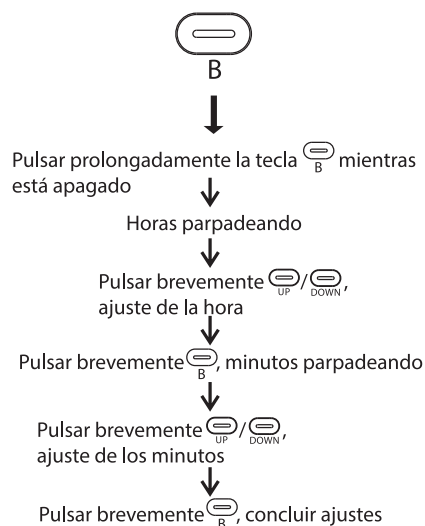 B
Pulsar prolongadamente la tecla B mientras
está apagado
Horas parpadeando
Pulsar brevemente UP/DOWN,
ajuste de la hora
Pulsar brevemente B, minutos parpadeando
Pulsar brevemente UP/DOWN,
ajuste de los minutos
Pulsar brevemente B, concluir ajustes